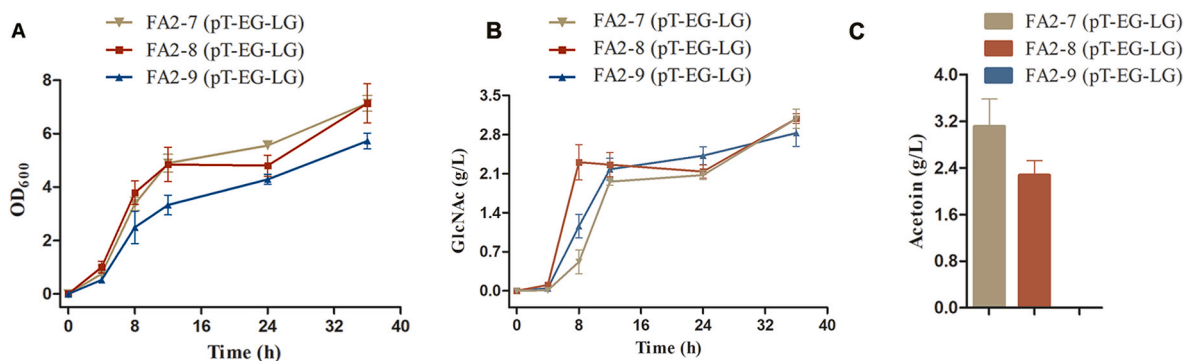 A
FA2-7 (pT-EG-LG)
FA2-8 (pT-EG-LG)
FA2-9 (pT-EG-LG)
8
6
4
2
0
OD600
0 8 16 24 32 40
Time (h)
B
FA2-7 (pT-EG-LG)
FA2-8 (pT-EG-LG)
FA2-9 (pT-EG-LG)
3.5
2.8
2.1
1.4
0.7
0.0
GlcNAc (g/L)
0 8 16 24 32 40
Time (h)
C
FA2-7 (pT-EG-LG)
FA2-8 (pT-EG-LG)
FA2-9 (pT-EG-LG)
4.0
3.2
2.4
1.6
0.8
0.0
Acetoin (g/L)